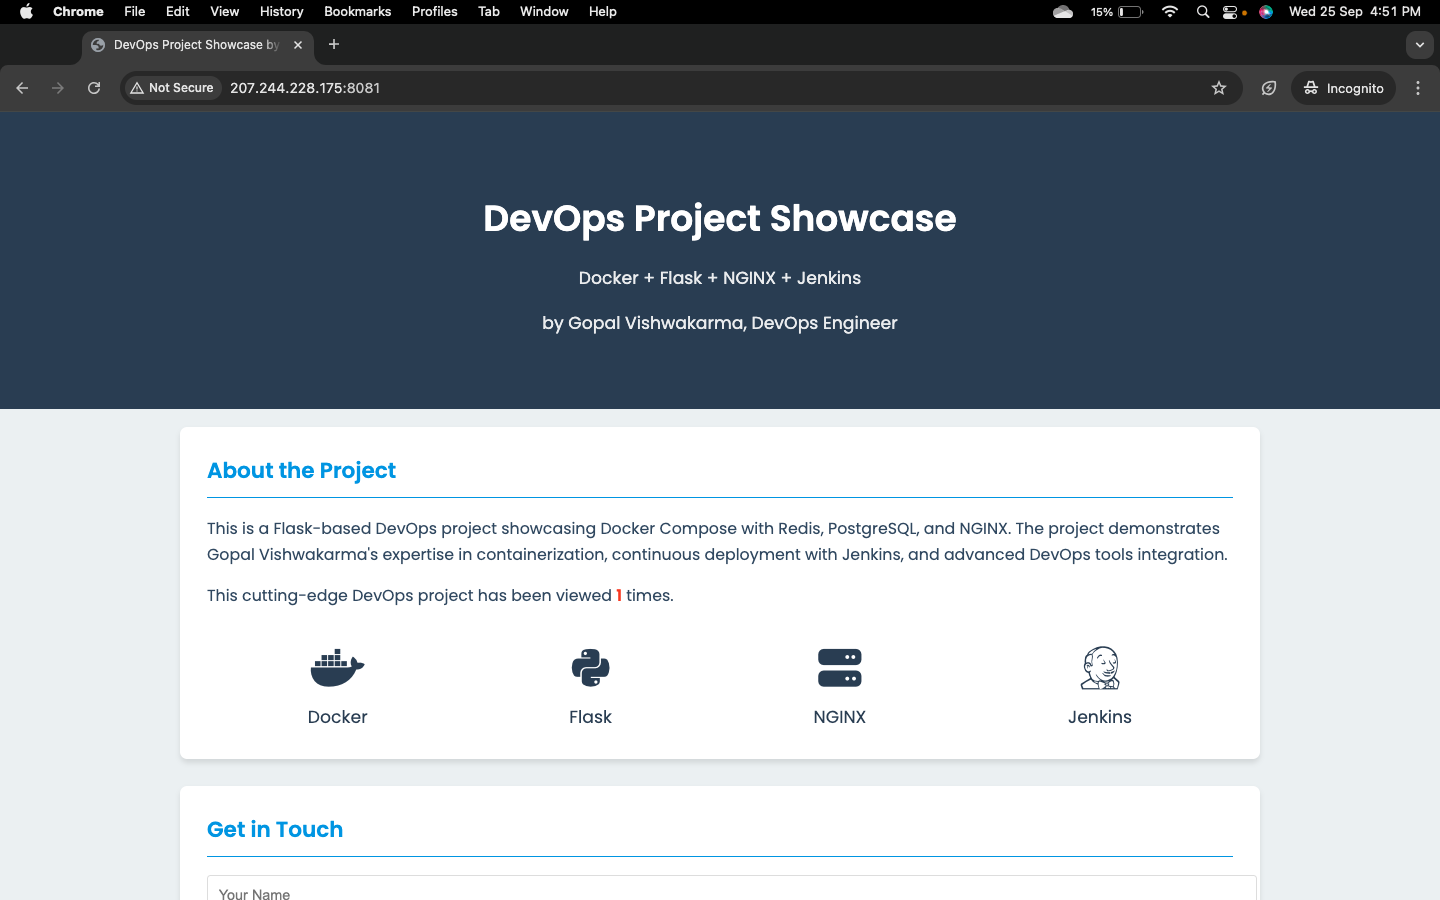 Chrome File Edit View History Bookmarks Profiles Tab Window Help 15% Wed 25 Sep 4:51 PM
DevOps Project Showcase by
Not Secure 207.244.228.175:8081 Incognito
DevOps Project Showcase
Docker + Flask + NGINX + Jenkins
by Gopal Vishwakarma, DevOps Engineer
About the Project
This is a Flask-based DevOps project showcasing Docker Compose with Redis, PostgreSQL, and NGINX. The project demonstrates
Gopal Vishwakarma's expertise in containerization, continuous deployment with Jenkins, and advanced DevOps tools integration.
This cutting-edge DevOps project has been viewed 1 times.
Docker Flask NGINX Jenkins
Get in Touch
Your Name